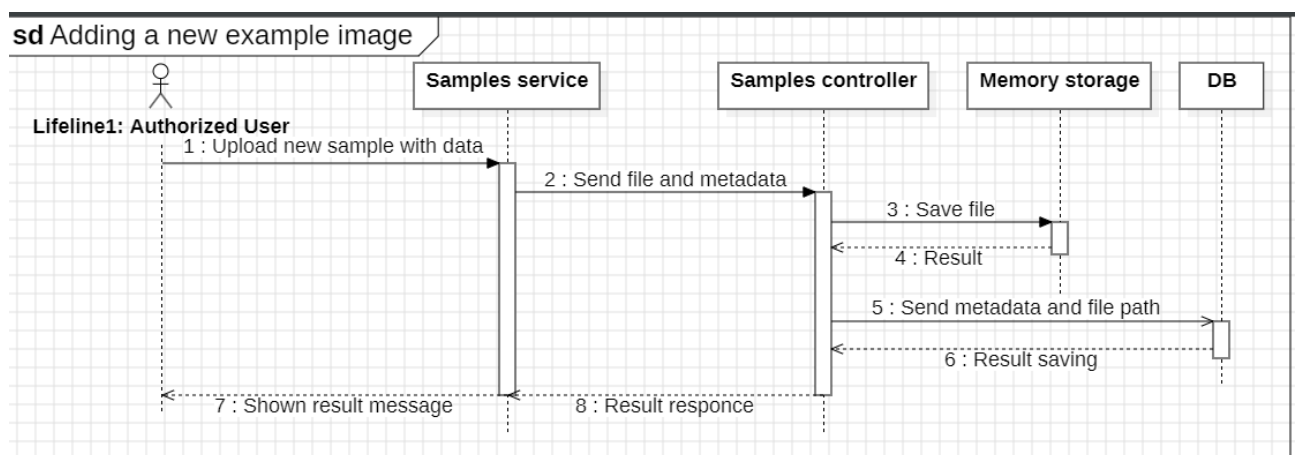 sd Adding a new example image
Samples service
Samples controller
Memory storage
DB
Lifeline1: Authorized User
1 : Upload new sample with data
2 : Send file and metadata
3 : Save file
4 : Result
5 : Send metadata and file path
6 : Result saving
7 : Shown result message
8 : Result responce